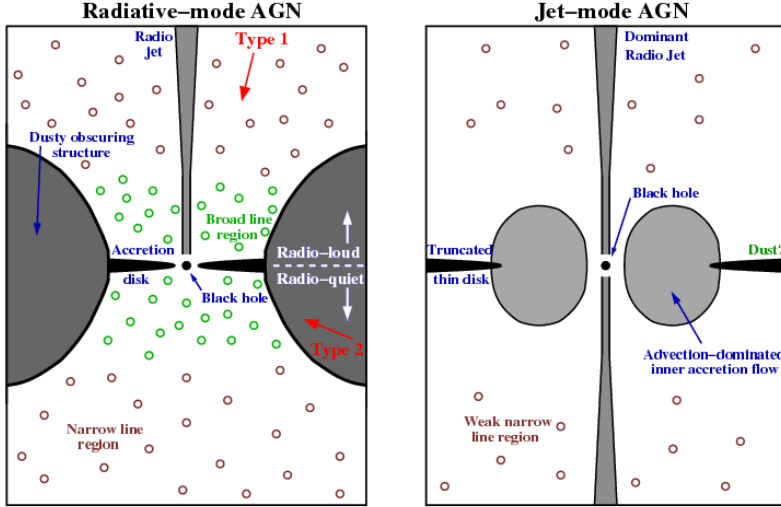 Radiative-mode AGN
Radio
jet
Type 1
Dusty obscuring
structure
Broad line
region
Accretion
disk
Radio-loud
Radio-quiet
Black hole
Type 2
Narrow line
region
Jet-mode AGN
Dominant
Radio Jet
Black hole
Truncated
thin disk
Dust?
Advection-dominated
inner accretion flow
Weak narrow
line region